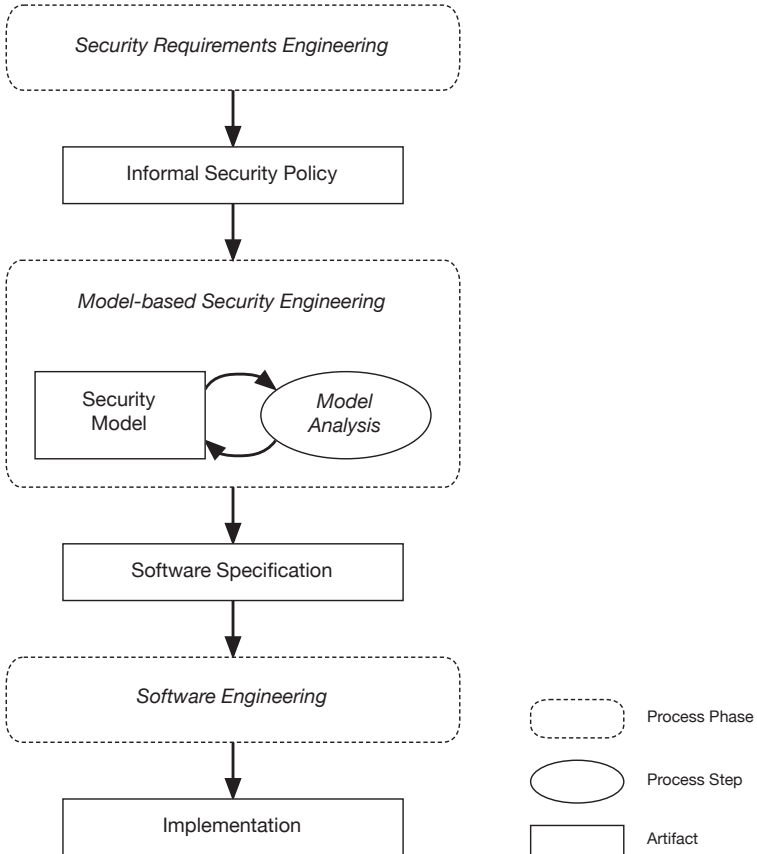 Security Requirements Engineering
Informal Security Policy
Model-based Security Engineering
Security
Model
Model
Analysis
Software Specification
Software Engineering
Implementation
Process Phase
Process Step
Artifact